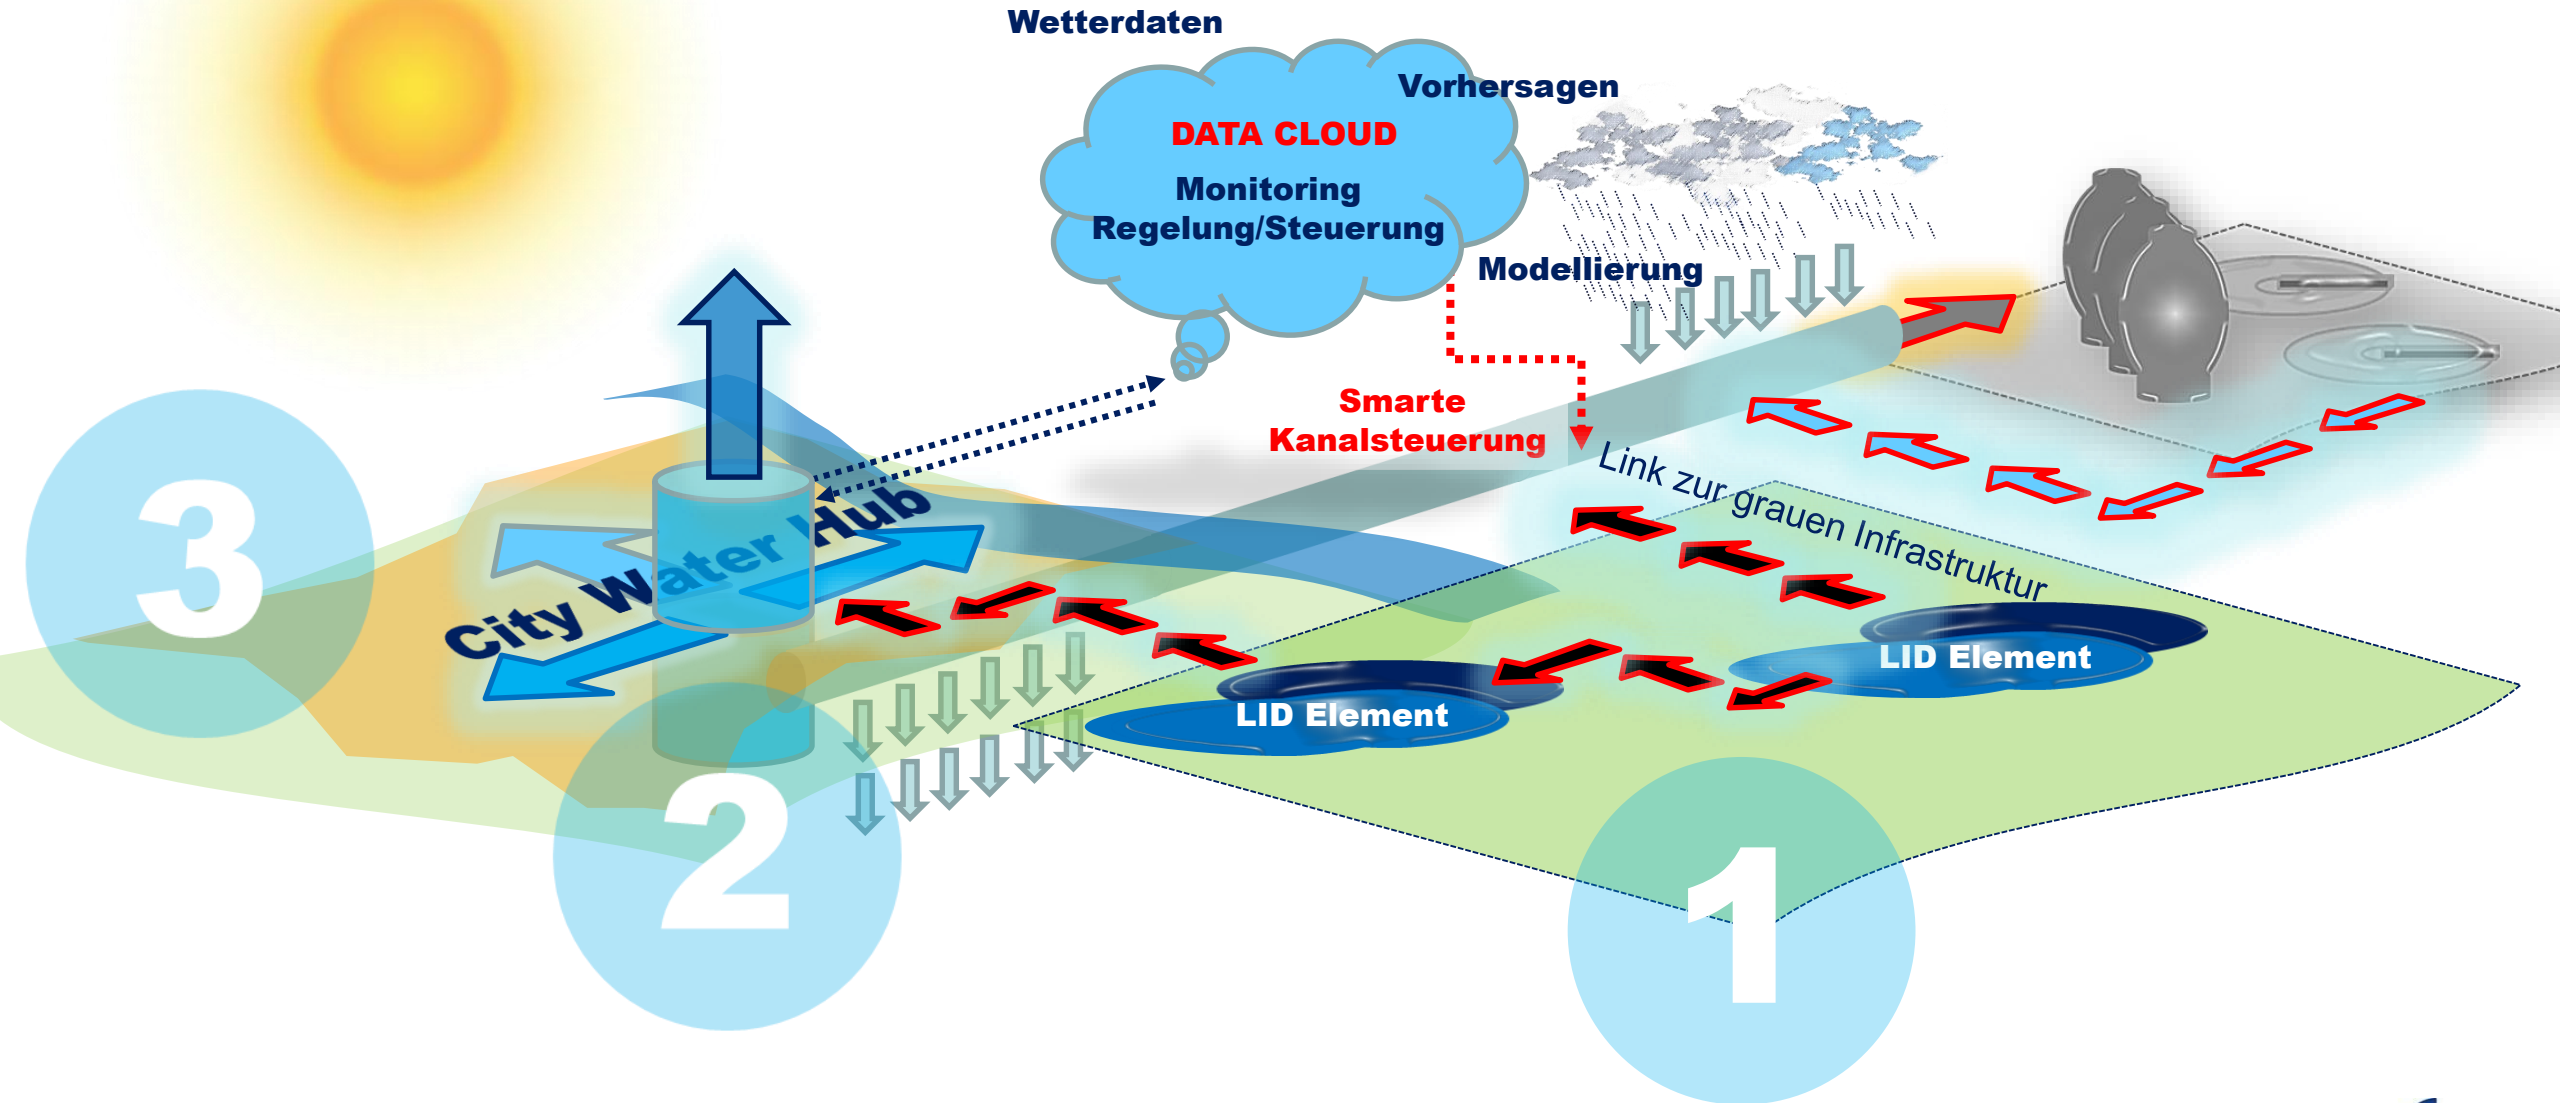 Wetterdaten
Vorhersagen
DATA CLOUD
Monitoring
Regelung/Steuerung
Modellierung
Smarte
Kanalsteuerung
Link zur grauen Infrastruktur
City Water Hub
LID Element
LID Element
3
2
1